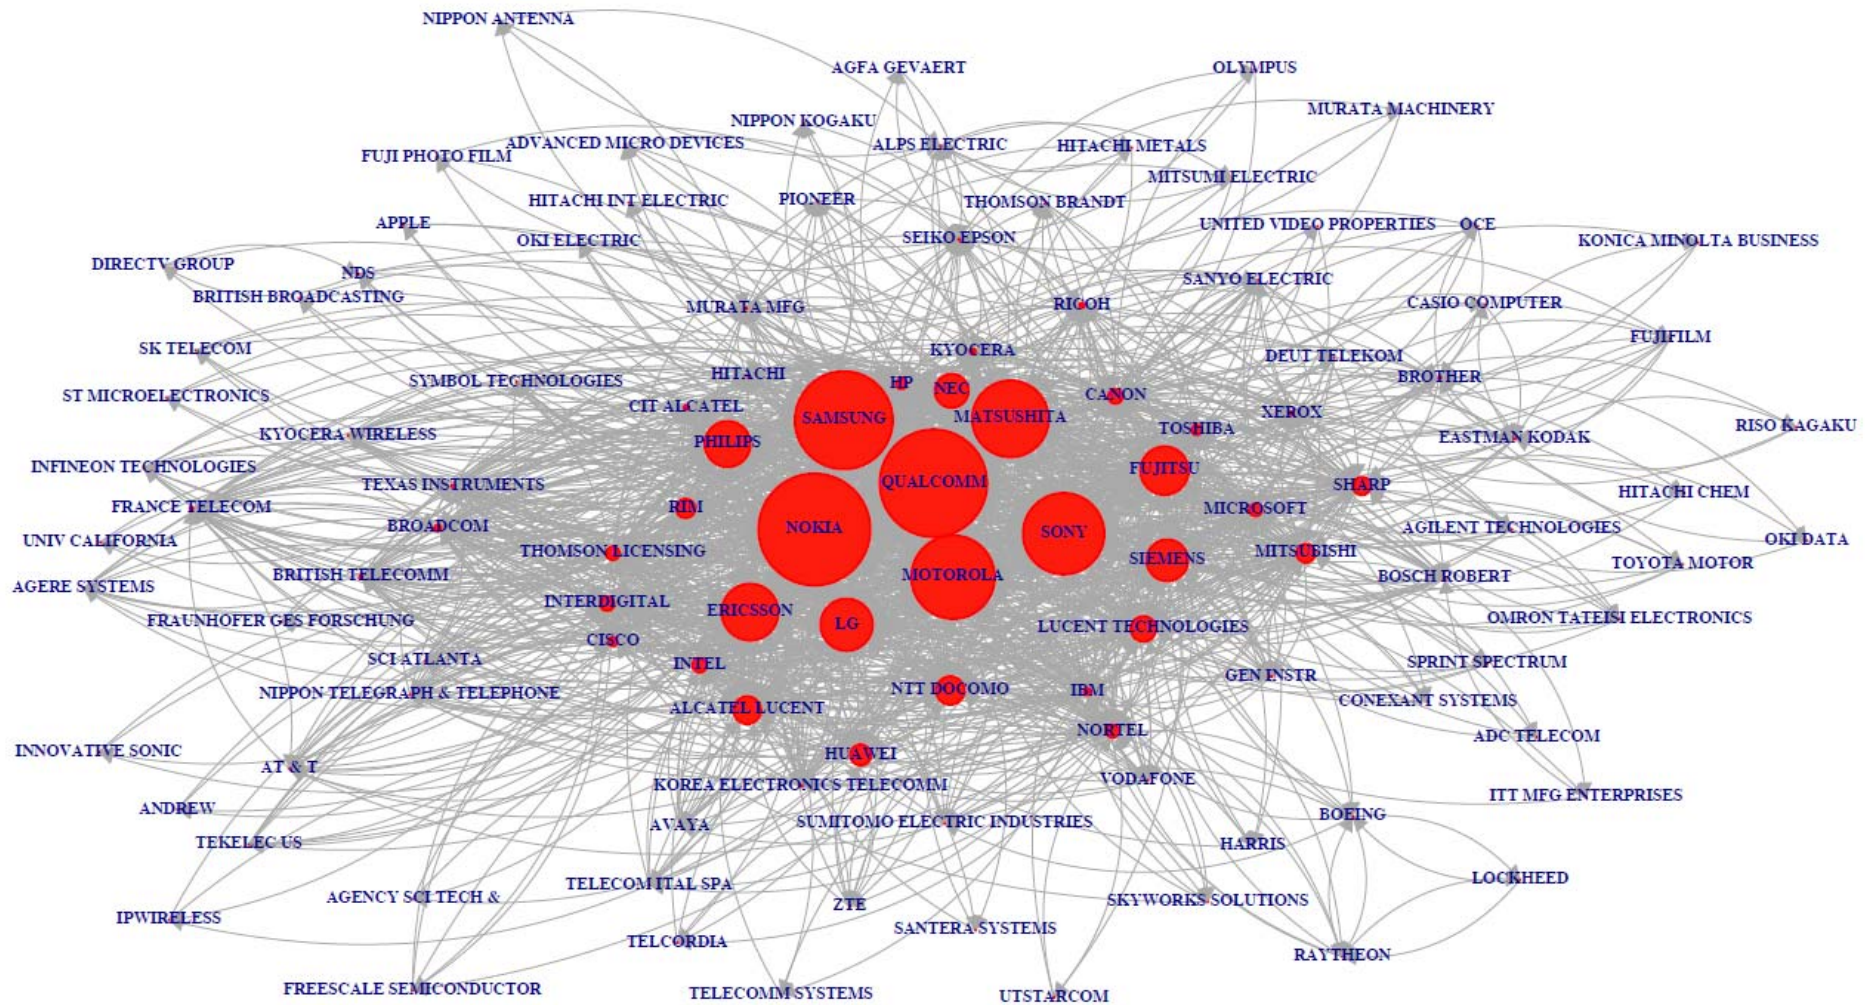 NIPPON ANTENNA
AGFA GEVAERT
OLYMPUS
MURATA MACHINERY
NIPPON KOGAKU
ADVANCED MICRO DEVICES
ALPS ELECTRIC
HITACHI METALS
FUJI PHOTO FILM
MITSUMI ELECTRIC
HITACHI INT ELECTRIC
PIONEER
THOMSON BRANDT
APPLE
UNITED VIDEO PROPERTIES
OCE
OKI ELECTRIC
SEIKO EPSON
KONICA MINOLTA BUSINESS
DIRECTV GROUP
NDS
SANYO ELECTRIC
BRITISH BROADCASTING
MURATA MFG
RICOH
CASIO COMPUTER
FUJIFILM
SK TELECOM
KYOCERA
DEUT TELEKOM
HITACHI
BROTHER
SYMBOL TECHNOLOGIES
HP
NEC
ST MICROELECTRONICS
CANON
CIT ALCATEL
XEROX
SAMSUNG
MATSUSHITA
TOSHIBA
RISO KAGAKU
KYOCERA WIRELESS
PHILIPS
EASTMAN KODAK
INFINEON TECHNOLOGIES
FUJITSU
TEXAS INSTRUMENTS
QUALCOMM
SHARP
HITACHI CHEM
FRANCE TELECOM
RIM
MICROSOFT
BROADCOM
NOKIA
SONY
AGILENT TECHNOLOGIES
UNIV CALIFORNIA
OKI DATA
THOMSON LICENSING
SIEMENS
MITSUBISHI
TOYOTA MOTOR
BRITISH TELECOMM
MOTOROLA
BOSCH ROBERT
AGERE SYSTEMS
INTERDIGITAL
ERICSSON
FRAUNHOFER GES FORSCHUNG
LG
LUCENT TECHNOLOGIES
OMRON TATEISI ELECTRONICS
CISCO
SCI ATLANTA
INTEL
SPRINT SPECTRUM
GEN INSTR
NIPPON TELEGRAPH & TELEPHONE
NTT DOCOMO
IBM
CONEXANT SYSTEMS
ALCATEL LUCENT
NORTEL
ADC TELECOM
INNOVATIVE SONIC
HUAWEI
AT & T
KOREA ELECTRONICS TELECOMM
VODAFONE
ITT MFG ENTERPRISES
ANDREW
AVAYA
SUMITOMO ELECTRIC INDUSTRIES
BOEING
TEKELEC US
HARRIS
LOCKHEED
TELECOM ITAL SPA
AGENCY SCI TECH &
ZTE
SKYWORKS SOLUTIONS
IPWIRELESS
SANTERA SYSTEMS
TELCORDIA
RAYTHEON
FREESCALE SEMICONDUCTOR
TELECOMM SYSTEMS
UTSTARCOM